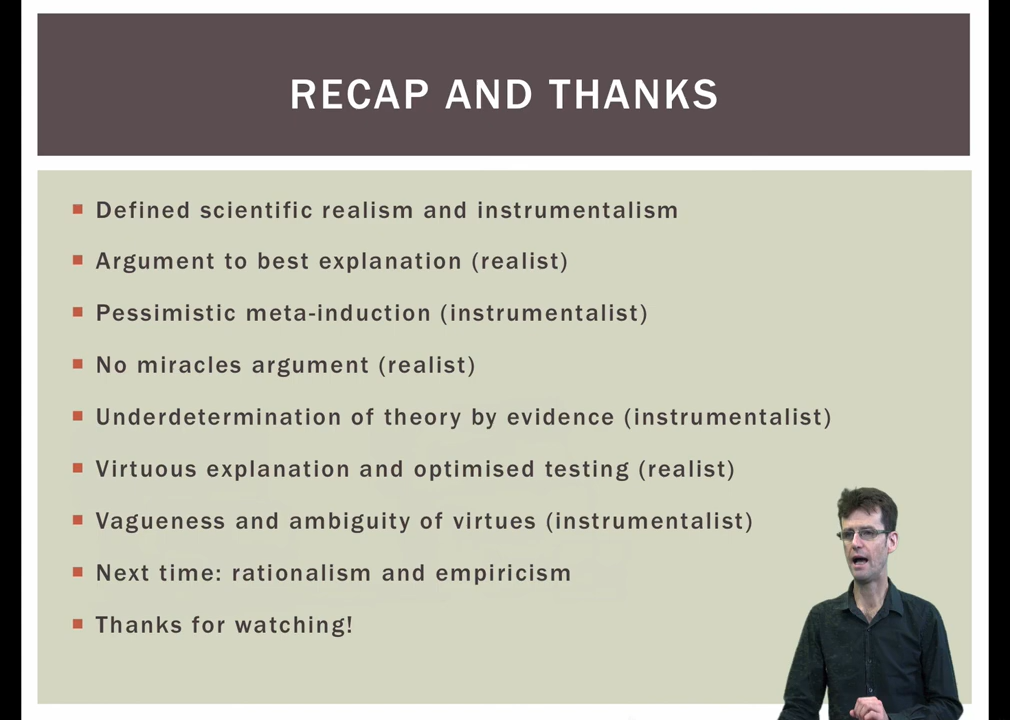 RECAP AND THANKS
Defined scientific realism and instrumentalism
Argument to best explanation (realist)
Pessimistic meta-induction (instrumentalist)
No miracles argument (realist)
Underdetermination of theory by evidence (instrumentalist)
Virtuous explanation and optimised testing (realist)
Vagueness and ambiguity of virtues (instrumentalist)
Next time: rationalism and empiricism
Thanks for watching!